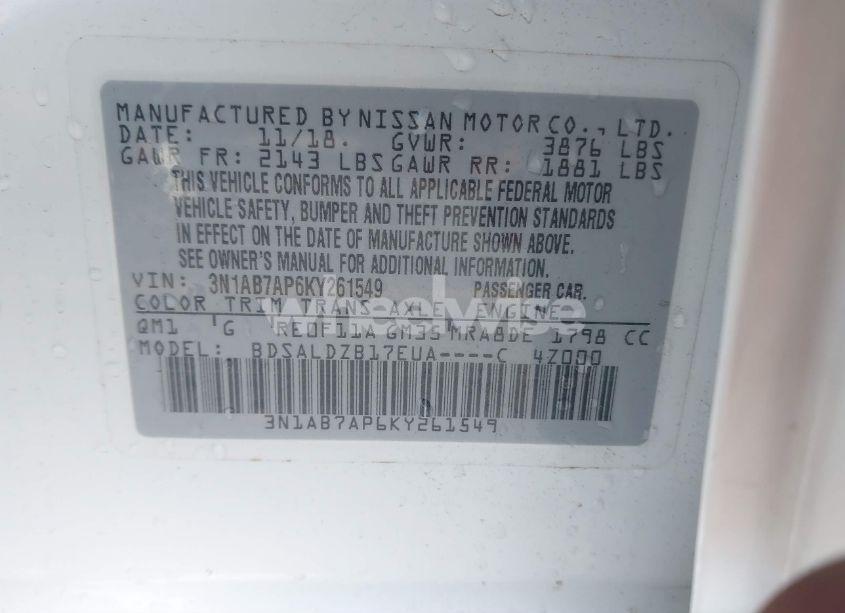 MANUFACTURED BY NISSAN MOTOR CO., LTD.
DATE: 11/18. GVWR: 3876 LBS
GAWR FR: 2143 LBS GAWR RR: 1881 LBS
THIS VEHICLE CONFORMS TO ALL APPLICABLE FEDERAL MOTOR
VEHICLE SAFETY, BUMPER AND THEFT PREVENTION STANDARDS
IN EFFECT ON THE DATE OF MANUFACTURE SHOWN ABOVE.
SEE OWNER'S MANUAL FOR ADDITIONAL INFORMATION.
VIN: 3N1AB7AP6KY261549 PASSENGER CAR.
COLOR TRIM TRANS AXLE ENGINE
QM1 G RE0F11A GM35 MRA8DE 1798 CC
MODEL: BDSALDZB17EUA----C 4Z000
3N1AB7AP6KY261549
wheelwise